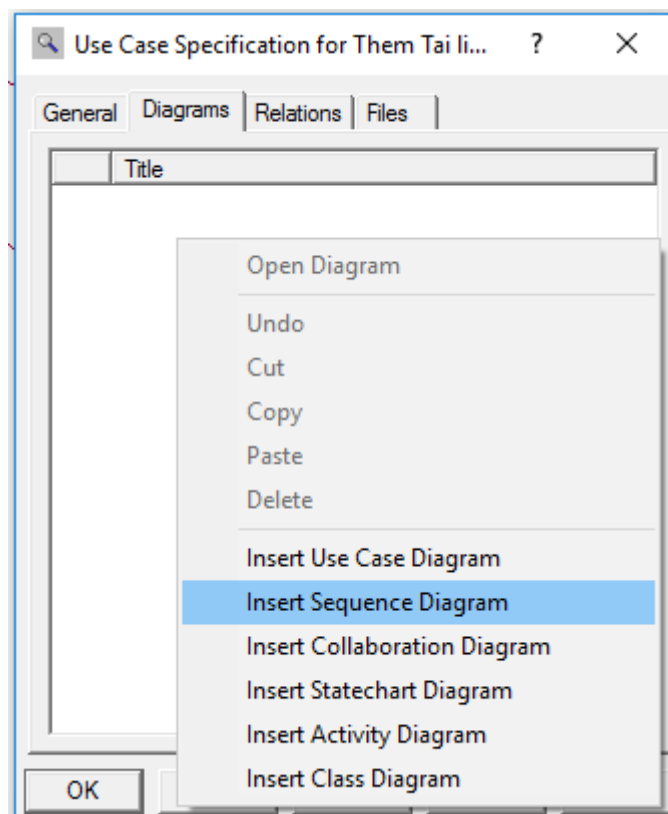 Use Case Specification for Them Tai li... ?
General Diagrams Relations Files
Title
Open Diagram
Undo
Cut
Copy
Paste
Delete
Insert Use Case Diagram
Insert Sequence Diagram
Insert Collaboration Diagram
Insert Statechart Diagram
Insert Activity Diagram
Insert Class Diagram
OK